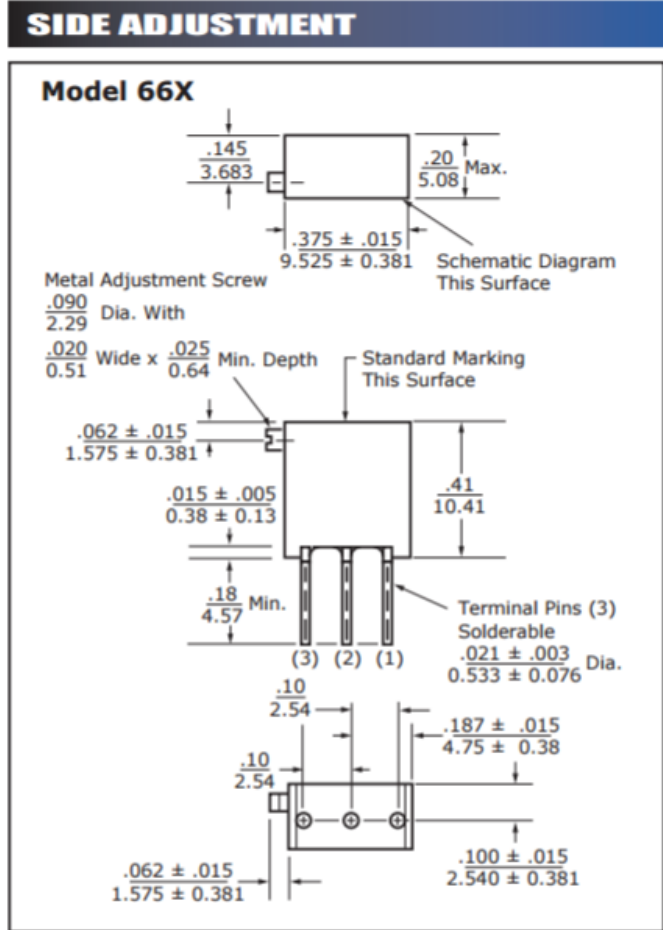 SIDE ADJUSTMENT
Model 66X
.145
3.683
.20
5.08
Max.
.375 ± .015
9.525 ± 0.381
Schematic Diagram
This Surface
Metal Adjustment Screw
.090
2.29
Dia. With
.020
0.51
Wide x
.025
0.64
Min. Depth
Standard Marking
This Surface
.062 ± .015
1.575 ± 0.381
.41
10.41
.015 ± .005
0.38 ± 0.13
.18
4.57
Min.
Terminal Pins (3)
Solderable
.021 ± .003
0.533 ± 0.076
Dia.
(3) (2) (1)
.10
2.54
.187 ± .015
4.75 ± 0.38
.10
2.54
.062 ± .015
1.575 ± 0.381
.100 ± .015
2.540 ± 0.381